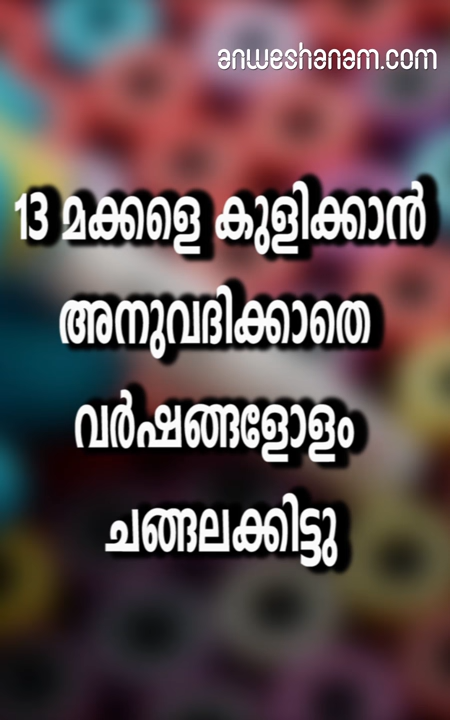 anweshanam.com
13 മക്കളെ കുളിക്കാൻ
അനുവദിക്കാതെ
വർഷങ്ങളോളം
ചങ്ങലക്കിട്ടു